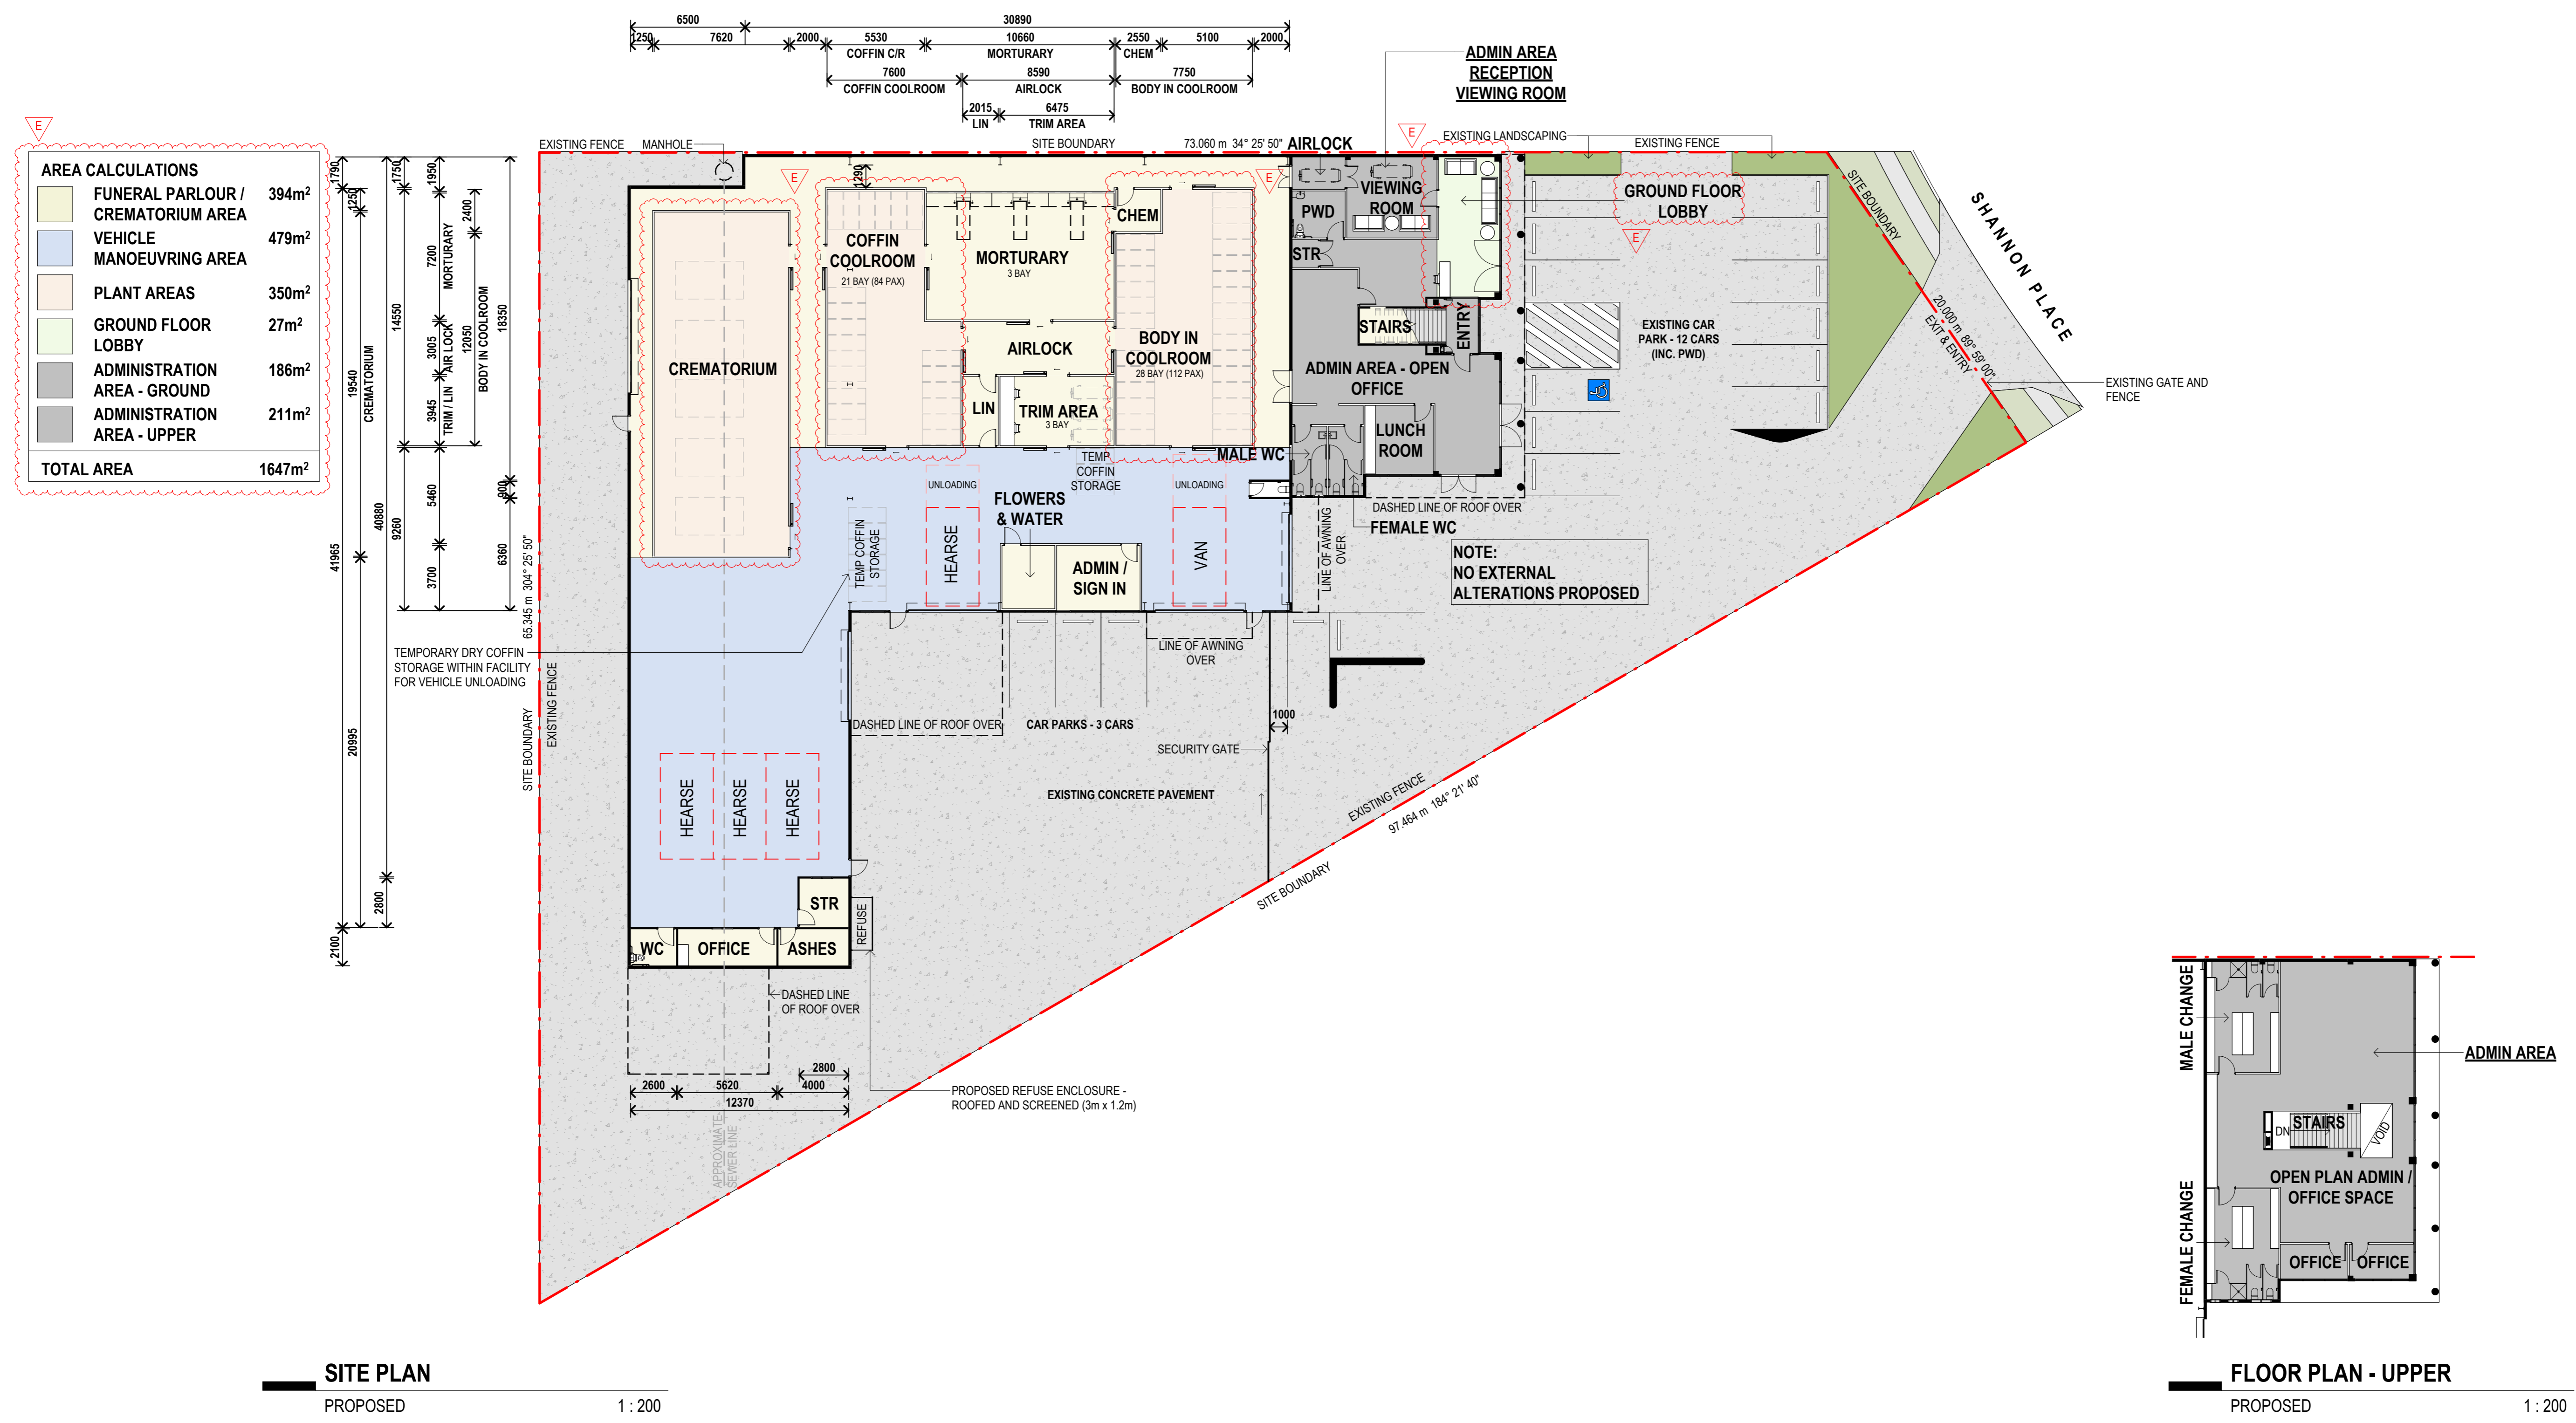 6500
30890
1250
7620
2000
5530
10660
2550
5100
2000
COFFIN C/R
MORTURARY
CHEM
7600
8590
7750
COFFIN COOLROOM
AIRLOCK
BODY IN COOLROOM
2015
6475
LIN
TRIM AREA
ADMIN AREA
RECEPTION
VIEWING ROOM
E
AREA CALCULATIONS
FUNERAL PARLOUR / CREMATORIUM AREA 394m²
VEHICLE MANOEUVRING AREA 479m²
PLANT AREAS 350m²
GROUND FLOOR LOBBY 27m²
ADMINISTRATION AREA - GROUND 186m²
ADMINISTRATION AREA - UPPER 211m²
TOTAL AREA 1647m²
1790
41965
2100
1250
19540
CREMATORIUM
20995
40880
2800
1750
14550
9260
1950
7200
MORTURARY
3005
AIR LOCK
3945
TRIM / LIN
5460
3700
2400
12050
BODY IN COOLROOM
18350
900
6360
EXISTING FENCE
MANHOLE
SITE BOUNDARY
73.060 m 34° 25' 50"
AIRLOCK
E
EXISTING LANDSCAPING
EXISTING FENCE
E
1290
E
CREMATORIUM
COFFIN
COOLROOM
21 BAY (84 PAX)
MORTURARY
3 BAY
CHEM
BODY IN
COOLROOM
28 BAY (112 PAX)
AIRLOCK
LIN
TRIM AREA
3 BAY
VIEWING
ROOM
PWD
STR
STAIRS
ENTRY
ADMIN AREA - OPEN
OFFICE
LUNCH
ROOM
MALE WC
FEMALE WC
GROUND FLOOR
LOBBY
E
EXISTING CAR
PARK - 12 CARS
(INC. PWD)
SITE BOUNDARY
20.000 m 89° 59' 00"
EXIT & ENTRY
SHANNON PLACE
EXISTING GATE AND
FENCE
TEMP
COFFIN
STORAGE
UNLOADING
UNLOADING
FLOWERS
& WATER
TEMP COFFIN
STORAGE
HEARSE
ADMIN /
SIGN IN
VAN
LINE OF AWNING
OVER
DASHED LINE OF ROOF OVER
NOTE:
NO EXTERNAL
ALTERATIONS PROPOSED
65.345 m 304° 25' 50"
TEMPORARY DRY COFFIN
STORAGE WITHIN FACILITY
FOR VEHICLE UNLOADING
EXISTING FENCE
SITE BOUNDARY
LINE OF AWNING
OVER
DASHED LINE OF ROOF OVER
CAR PARKS - 3 CARS
1000
SECURITY GATE
EXISTING CONCRETE PAVEMENT
EXISTING FENCE
97.464 m 184° 21' 40"
SITE BOUNDARY
HEARSE
HEARSE
HEARSE
STR
REFUSE
WC
OFFICE
ASHES
DASHED LINE
OF ROOF OVER
2800
2600
5620
4000
12370
PROPOSED REFUSE ENCLOSURE -
ROOFED AND SCREENED (3m x 1.2m)
APPROXIMATE
SEWER LINE
MALE CHANGE
ADMIN AREA
DN
STAIRS
VOID
OPEN PLAN ADMIN /
OFFICE SPACE
FEMALE CHANGE
OFFICE
OFFICE
SITE PLAN
PROPOSED
1 : 200
FLOOR PLAN - UPPER
PROPOSED
1 : 200